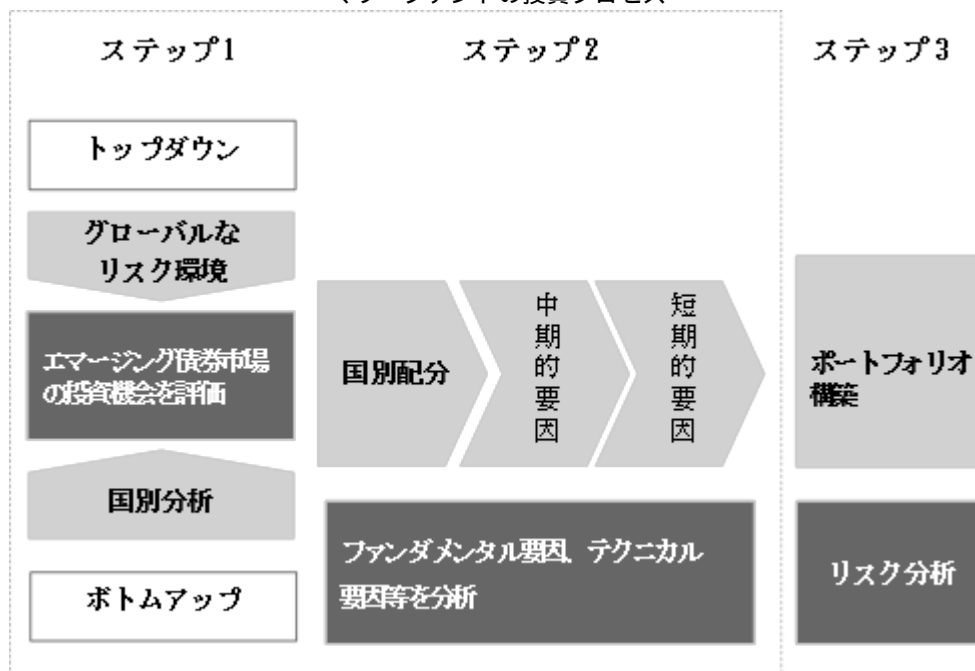 ステップ1
トップダウン
グローバルな
リスク環境
エマージング債券市場
の投資機会を評価
国別分析
ボトムアップ
ステップ2
国別配分
中期的要因
短期的要因
ファンダメンタル要因、テクニカル
要因等を分析
ステップ3
ポートフォリオ
構築
リスク分析